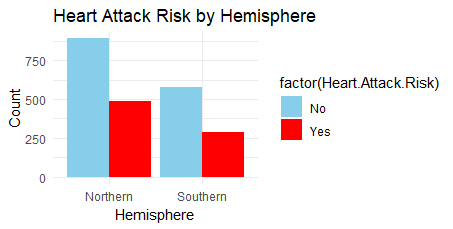 Heart Attack Risk by Hemisphere
Count
750
500
250
0
Northern
Southern
Hemisphere
factor(Heart.Attack.Risk)
No
Yes